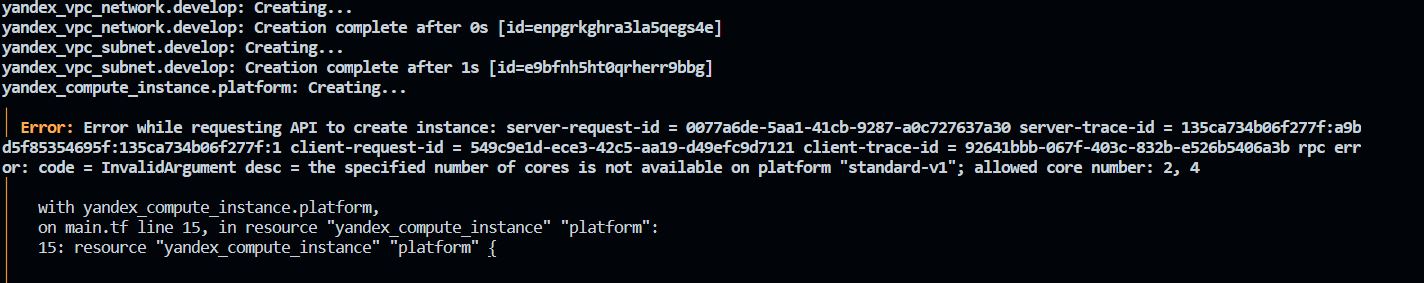 yandex_vpc_network.develop: Creating...
yandex_vpc_network.develop: Creation complete after 0s [id=enpgrkghra3la5qegs4e]
yandex_vpc_subnet.develop: Creating...
yandex_vpc_subnet.develop: Creation complete after 1s [id=e9bfnh5ht0qrherr9bbg]
yandex_compute_instance.platform: Creating...
Error: Error while requesting API to create instance: server-request-id = 0077a6de-5aa1-41cb-9287-a0c727637a30 server-trace-id = 135ca734b06f277f:a9b
d5f85354695f:135ca734b06f277f:1 client-request-id = 549c9e1d-ece3-42c5-aa19-d49efc9d7121 client-trace-id = 92641bbb-067f-403c-832b-e526b5406a3b rpc err
or: code = InvalidArgument desc = the specified number of cores is not available on platform "standard-v1"; allowed core number: 2, 4
with yandex_compute_instance.platform,
on main.tf line 15, in resource "yandex_compute_instance" "platform":
15: resource "yandex_compute_instance" "platform" {